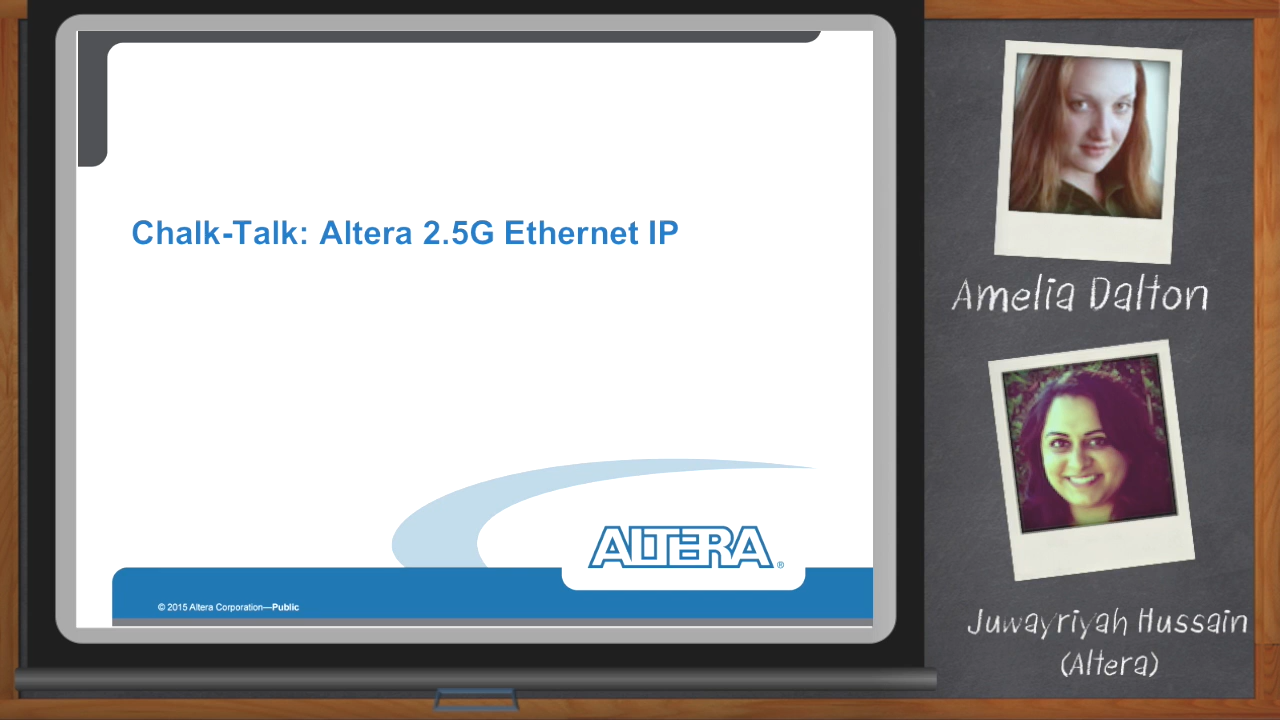 Chalk-Talk: Altera 2.5G Ethernet IP
ALTERA®
© 2015 Altera Corporation—Public
Amelia Dalton
Juwayriyah Hussain
(Altera)